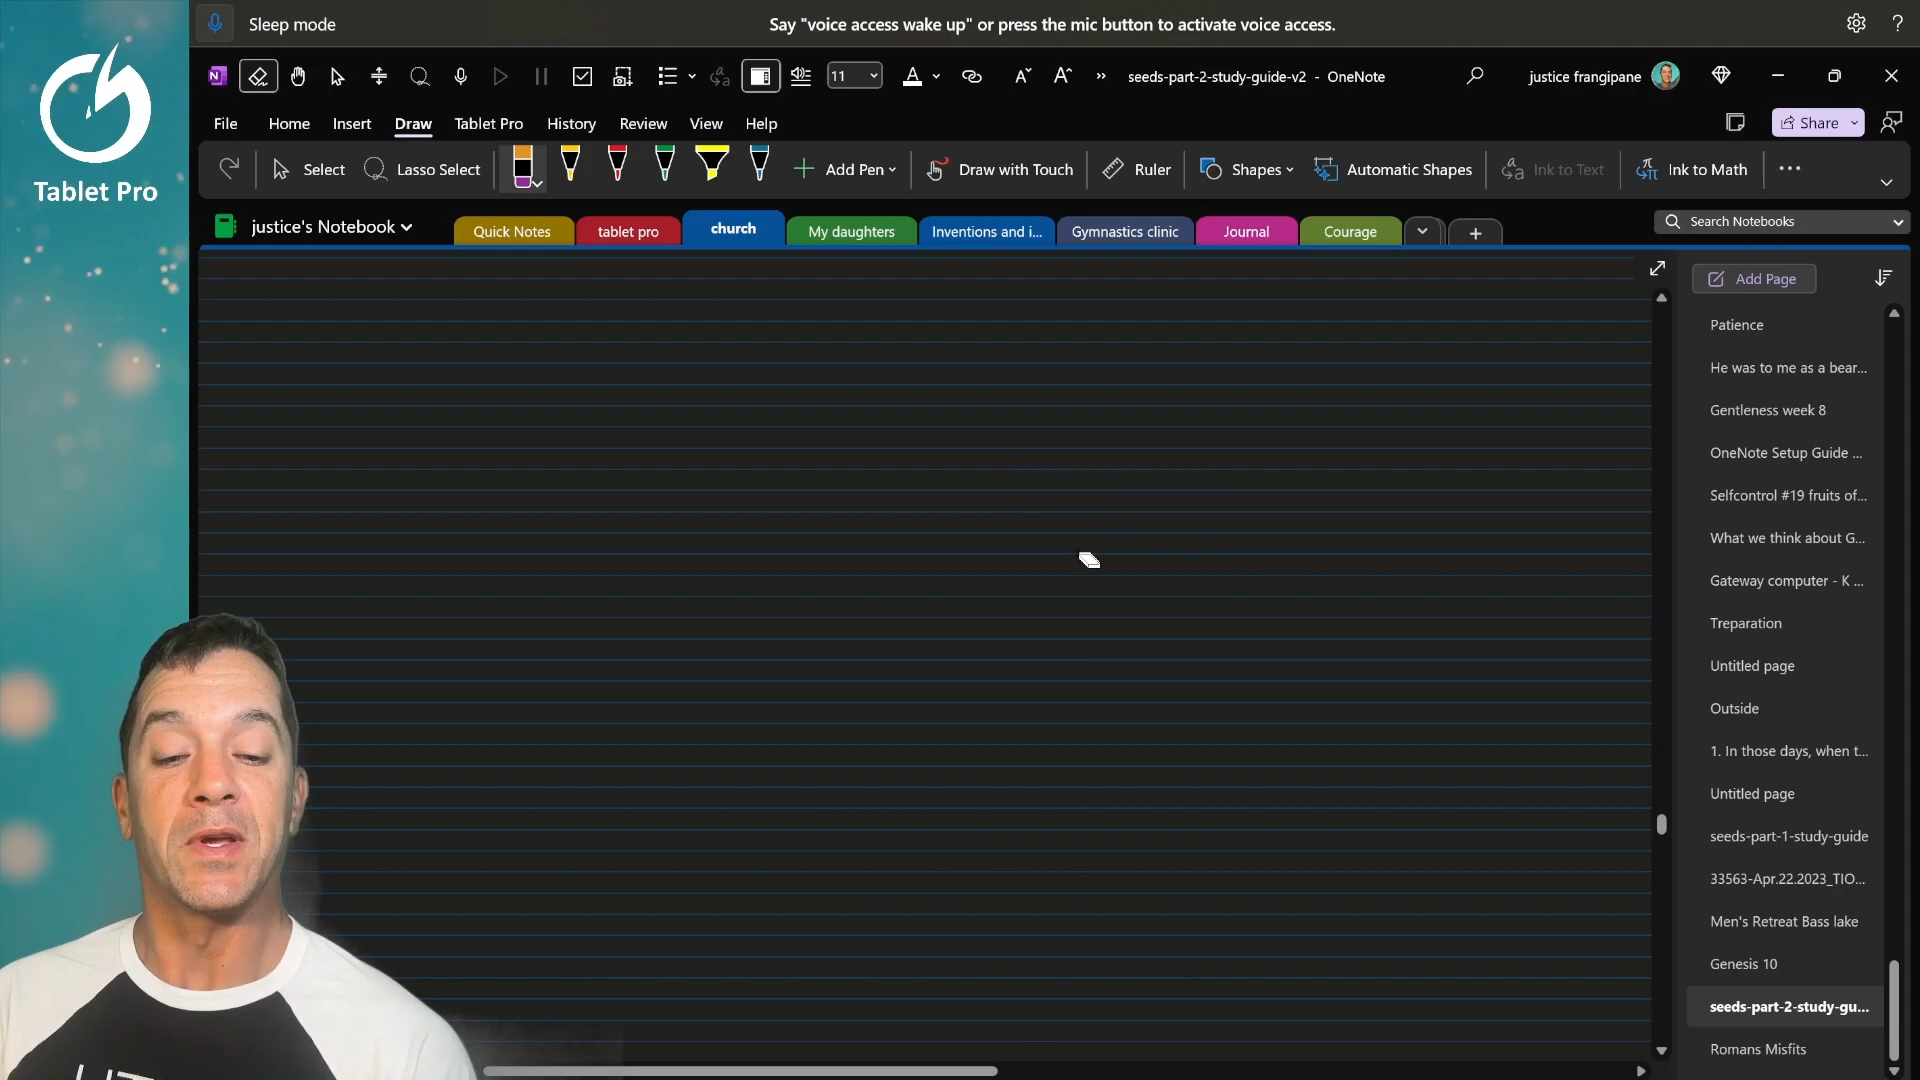 Sleep mode
Say "voice access wake up" or press the mic button to activate voice access.
?
11
seeds-part-2-study-guide-v2 - OneNote
justice frangipane
File Home Insert Draw Tablet Pro History Review View Help
Share
Tablet Pro
Select
Lasso Select
Add Pen
Draw with Touch
Ruler
Shapes
Automatic Shapes
Ink to Text
Ink to Math
justice's Notebook
Quick Notes
tablet pro
church
My daughters
Inventions and i...
Gymnastics clinic
Journal
Courage
Search Notebooks
Add Page
Patience
He was to me as a bear...
Gentleness week 8
OneNote Setup Guide ...
Selfcontrol #19 fruits of...
What we think about G...
Gateway computer - K ...
Treparation
Untitled page
Outside
1. In those days, when t...
Untitled page
seeds-part-1-study-guide
33563-Apr.22.2023_TIO...
Men's Retreat Bass lake
Genesis 10
seeds-part-2-study-gu...
Romans Misfits